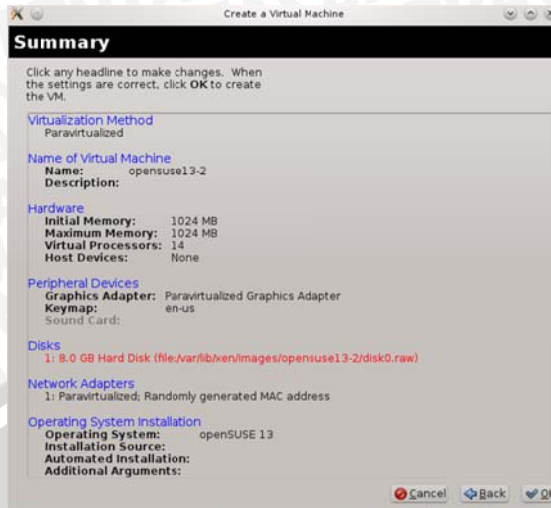 Create a Virtual Machine
Summary
Click any headline to make changes. When
the settings are correct, click OK to create
the VM.
Virtualization Method
Paravirtualized
Name of Virtual Machine
Name: opensuse13-2
Description:
Hardware
Initial Memory: 1024 MB
Maximum Memory: 1024 MB
Virtual Processors: 14
Host Devices: None
Peripheral Devices
Graphics Adapter: Paravirtualized Graphics Adapter
Keymap: en-us
Sound Card:
Disks
1: 8.0 GB Hard Disk (file:/var/lib/xen/images/opensuse13-2/disk0.raw)
Network Adapters
1: Paravirtualized; Randomly generated MAC address
Operating System Installation
Operating System: openSUSE 13
Installation Source:
Automated Installation:
Additional Arguments:
Cancel Back